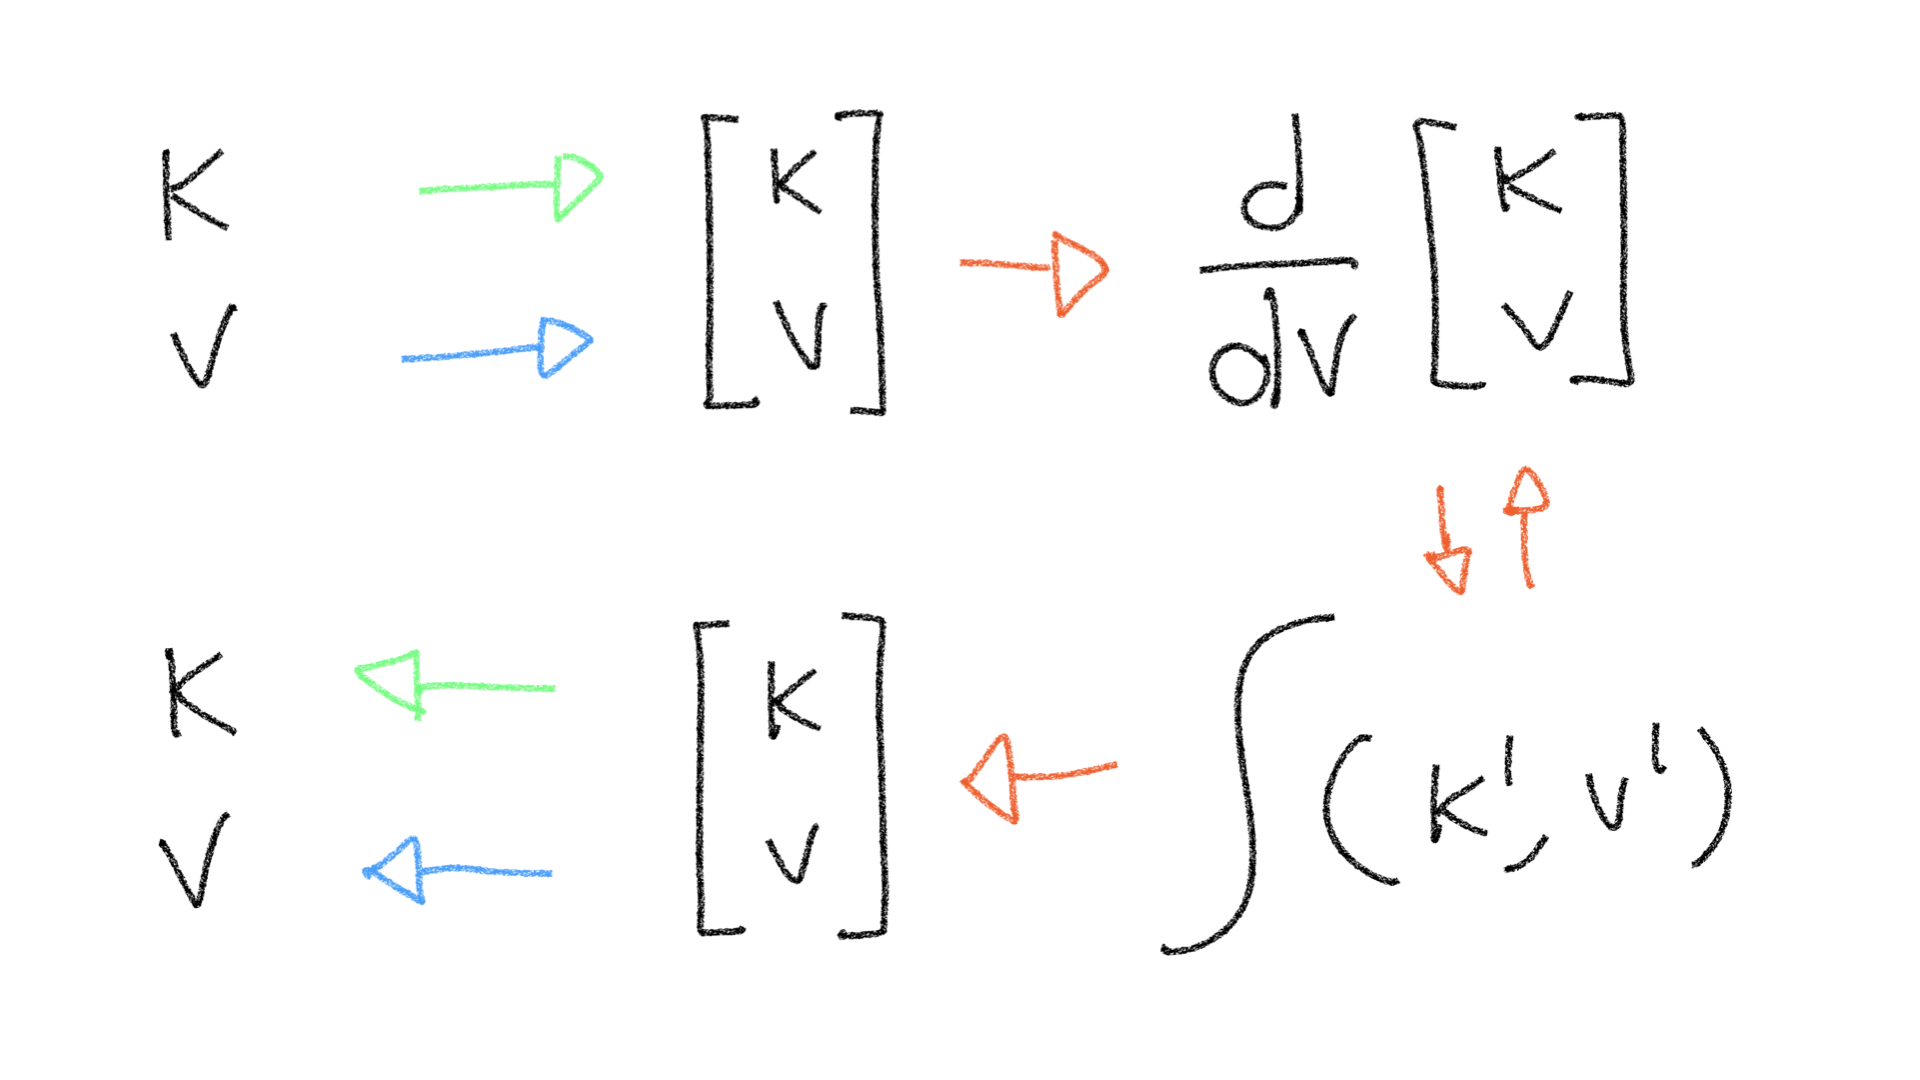 K [K d/dV [K
V V] V]
K [K ∫ (K', V')
V V]